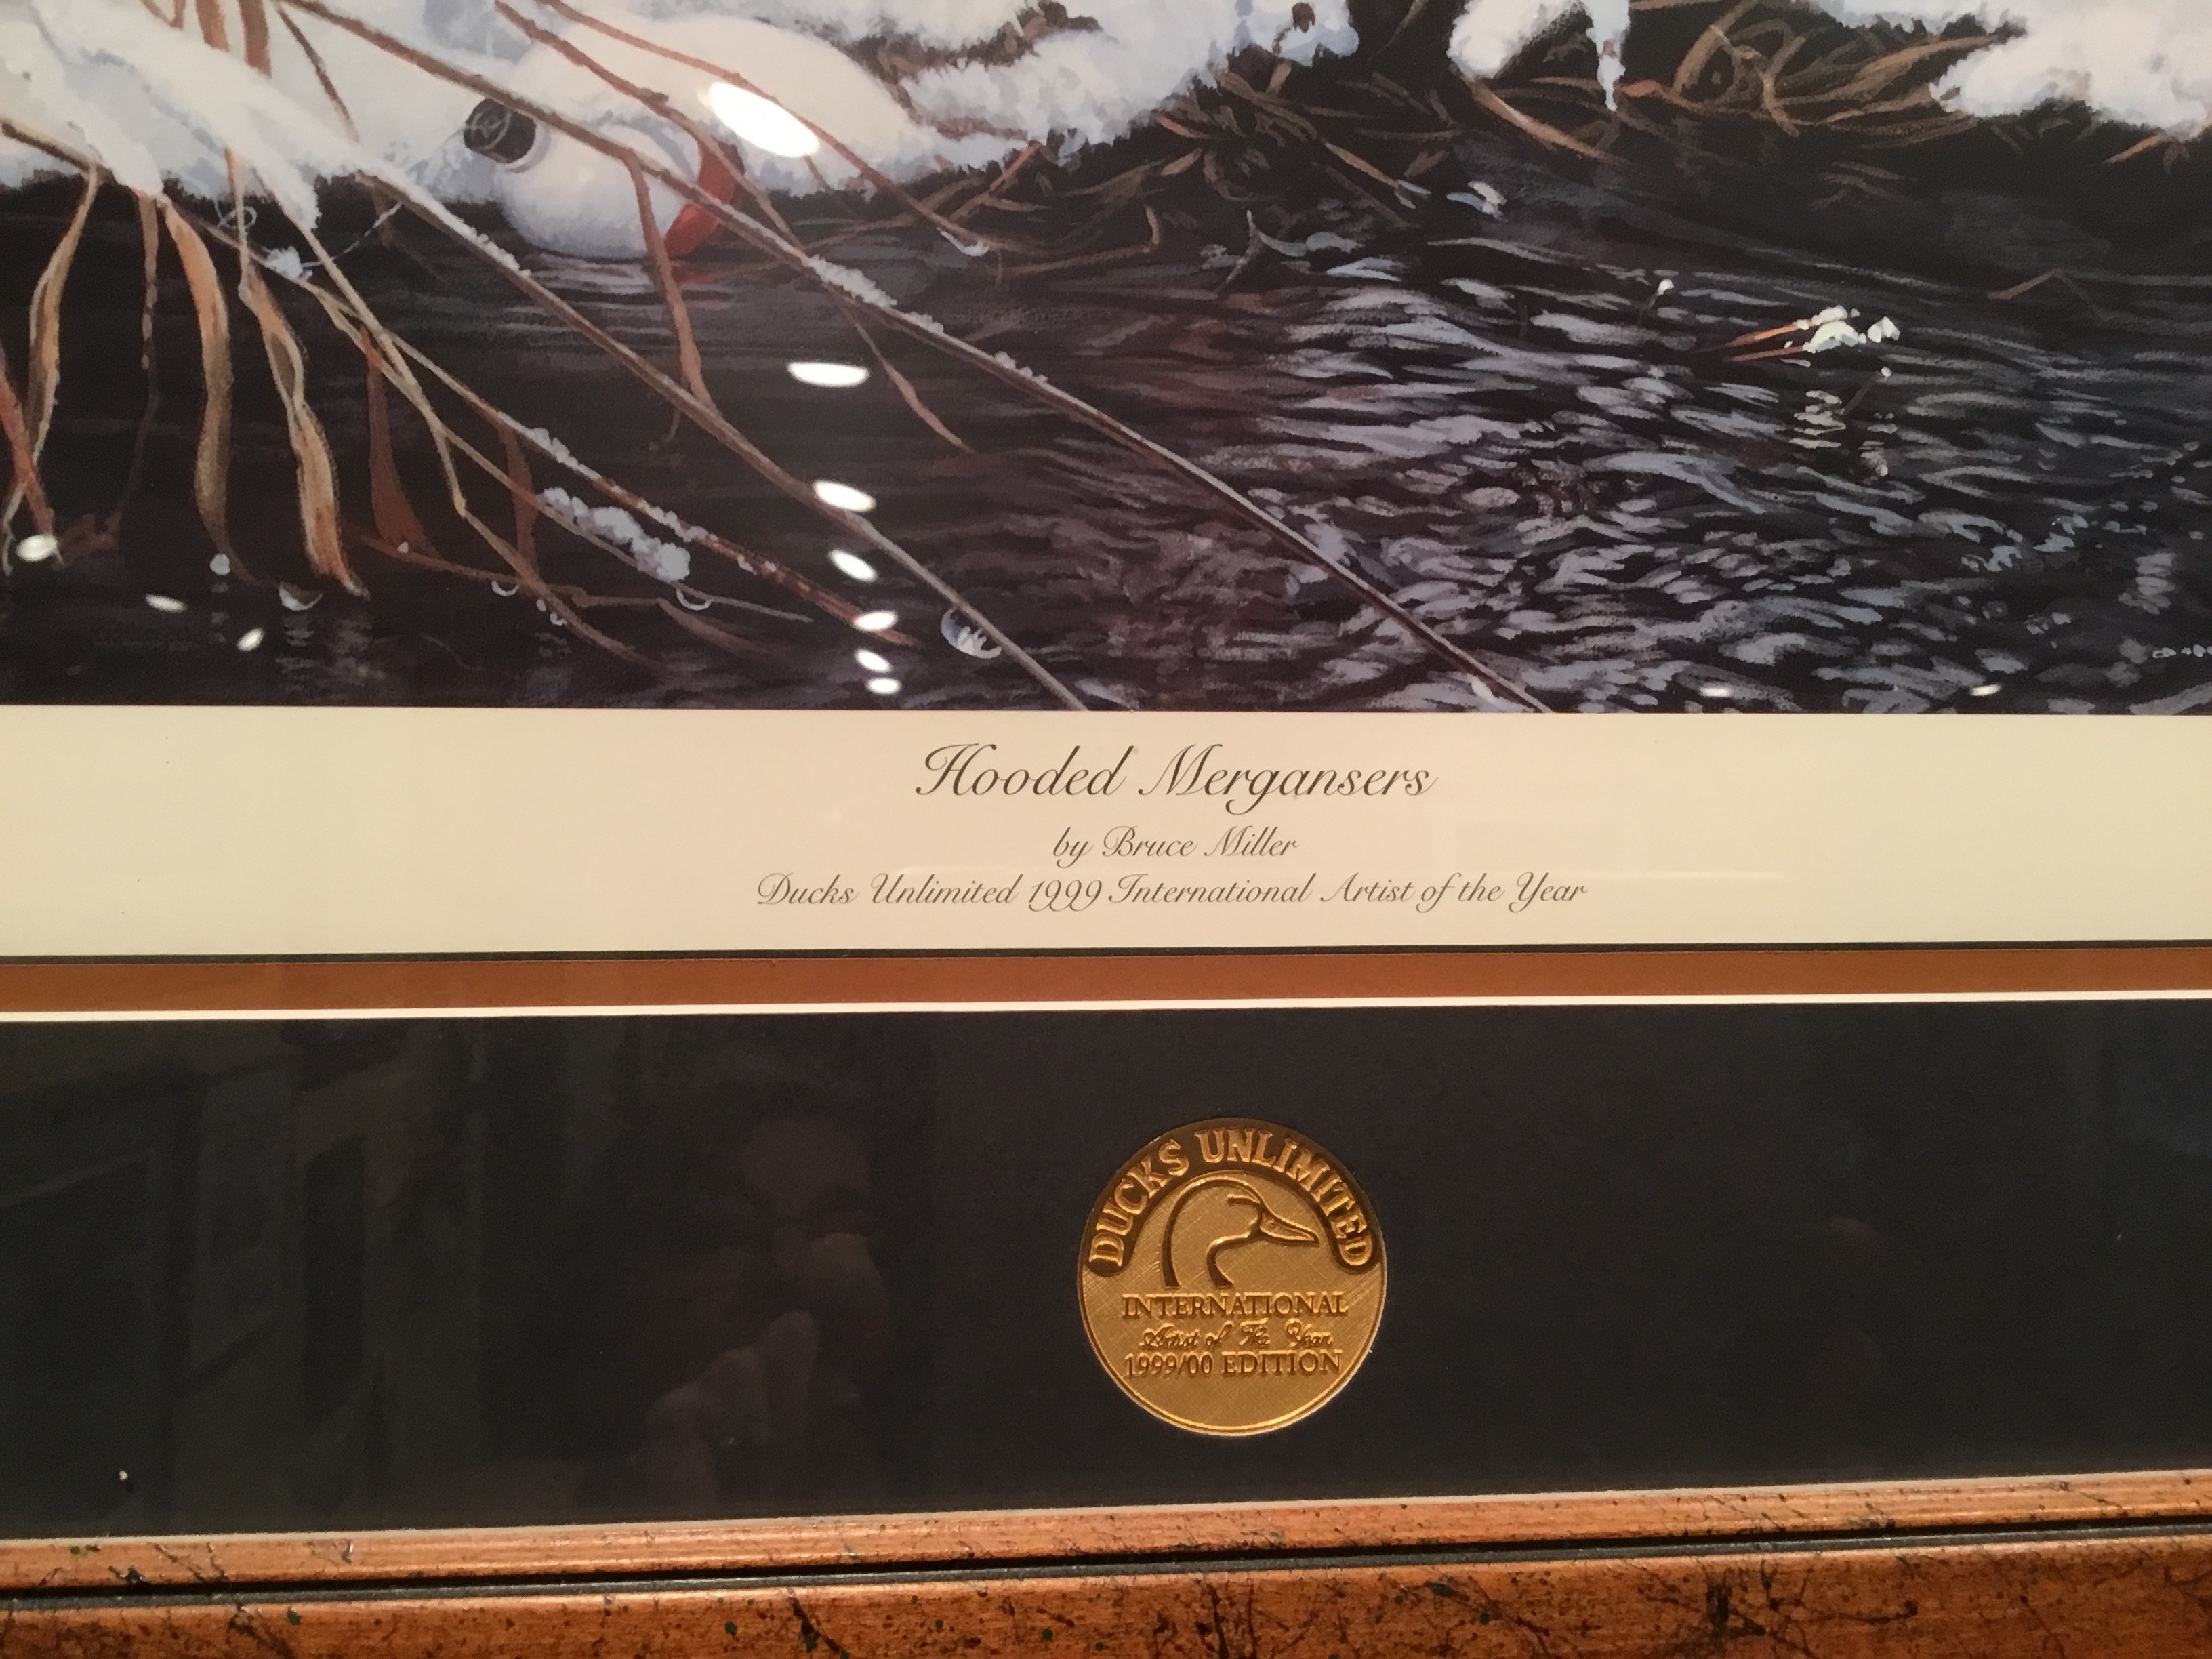 Hooded Mergansers
by Bruce Miller
Ducks Unlimited 1999 International Artist of the Year
DUCKS UNLIMITED
INTERNATIONAL
Artist of The Year
1999/00 EDITION